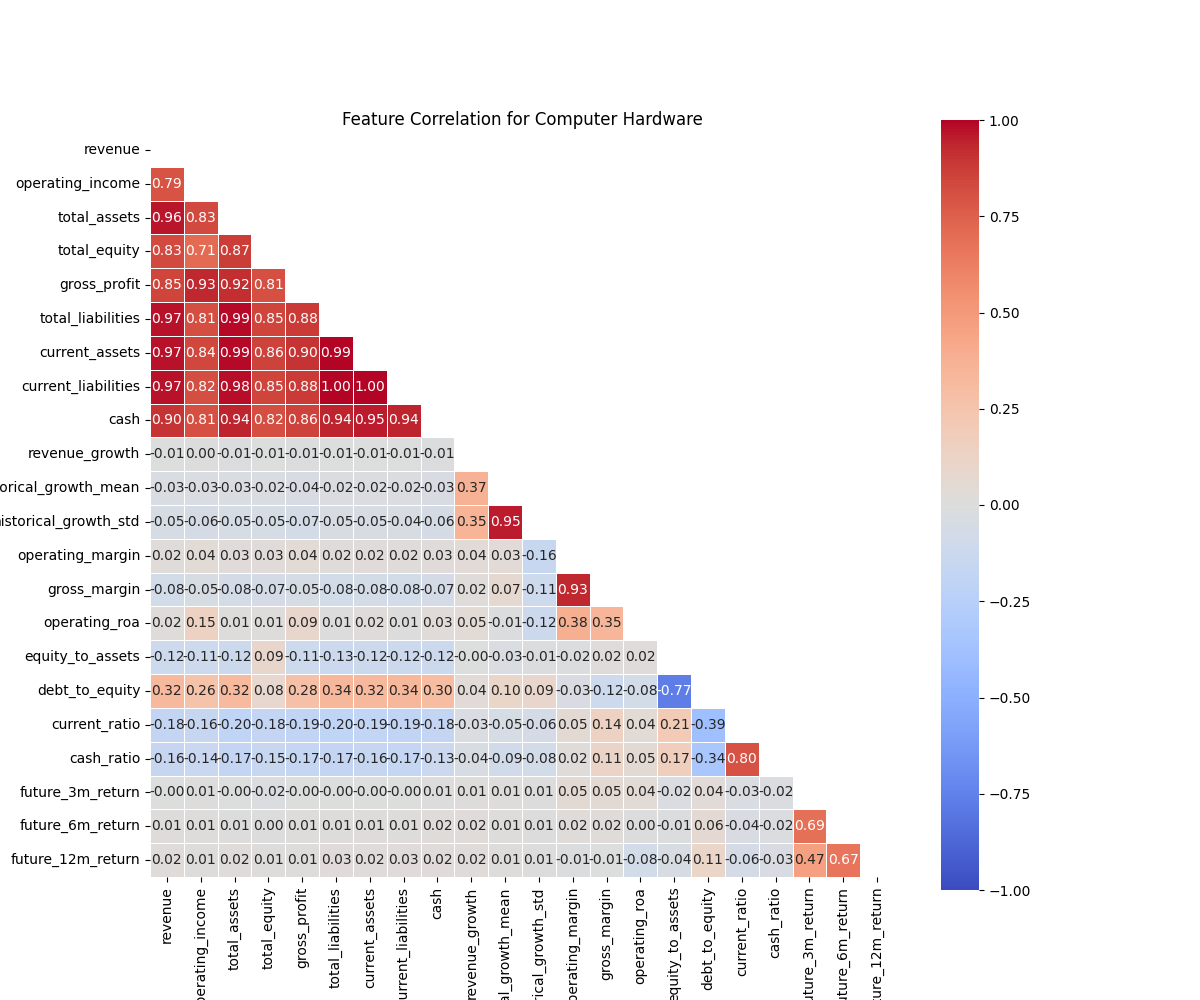 Feature Correlation for Computer Hardware
revenue
operating_income 0.79
total_assets 0.96 0.83
total_equity 0.83 0.71 0.87
gross_profit 0.85 0.93 0.92 0.81
total_liabilities 0.97 0.81 0.99 0.85 0.88
current_assets 0.97 0.84 0.99 0.86 0.90 0.99
current_liabilities 0.97 0.82 0.98 0.85 0.88 1.00 1.00
cash 0.90 0.81 0.94 0.82 0.86 0.94 0.95 0.94
revenue_growth -0.01 0.00 -0.01 -0.01 -0.01 -0.01 -0.01 -0.01 -0.01
orical_growth_mean -0.03 -0.03 -0.03 -0.02 -0.04 -0.02 -0.02 -0.02 -0.03 0.37
istorical_growth_std -0.05 -0.06 -0.05 -0.05 -0.07 -0.05 -0.05 -0.04 -0.06 0.35 0.95
operating_margin 0.02 0.04 0.03 0.03 0.04 0.02 0.02 0.02 0.03 0.04 0.03 -0.16
gross_margin -0.08 -0.05 -0.08 -0.07 -0.05 -0.08 -0.08 -0.08 -0.07 0.02 0.07 -0.11 0.93
operating_roa 0.02 0.15 0.01 0.01 0.09 0.01 0.02 0.01 0.03 0.05 -0.01 -0.12 0.38 0.35
equity_to_assets -0.12 -0.11 -0.12 0.09 -0.11 -0.13 -0.12 -0.12 -0.12 -0.00 -0.03 -0.01 -0.02 0.02 0.02
debt_to_equity 0.32 0.26 0.32 0.08 0.28 0.34 0.32 0.34 0.30 0.04 0.10 0.09 -0.03 -0.12 -0.08 -0.77
current_ratio -0.18 -0.16 -0.20 -0.18 -0.19 -0.20 -0.19 -0.19 -0.18 -0.03 -0.05 -0.06 0.05 0.14 0.04 0.21 -0.39
cash_ratio -0.16 -0.14 -0.17 -0.15 -0.17 -0.17 -0.16 -0.17 -0.13 -0.04 -0.09 -0.08 0.02 0.11 0.05 0.17 -0.34 0.80
future_3m_return -0.00 0.01 -0.00 -0.02 -0.00 -0.00 -0.00 -0.00 0.01 0.01 0.01 0.01 0.05 0.05 0.04 -0.02 0.04 -0.03 -0.02
future_6m_return 0.01 0.01 0.01 0.00 0.01 0.01 0.01 0.01 0.02 0.02 0.01 0.01 0.02 0.02 0.00 -0.01 0.06 -0.04 -0.02 0.69
future_12m_return 0.02 0.01 0.02 0.01 0.01 0.03 0.02 0.03 0.02 0.02 0.01 0.01 -0.01 -0.01 -0.08 -0.04 0.11 -0.06 -0.03 0.47 0.67
revenue
perating_income
total_assets
total_equity
gross_profit
total_liabilities
current_assets
urrent_liabilities
cash
revenue_growth
al_growth_mean
rical_growth_std
perating_margin
gross_margin
operating_roa
equity_to_assets
debt_to_equity
current_ratio
cash_ratio
uture_3m_return
uture_6m_return
ure_12m_return
1.00
0.75
0.50
0.25
0.00
−0.25
−0.50
−0.75
−1.00